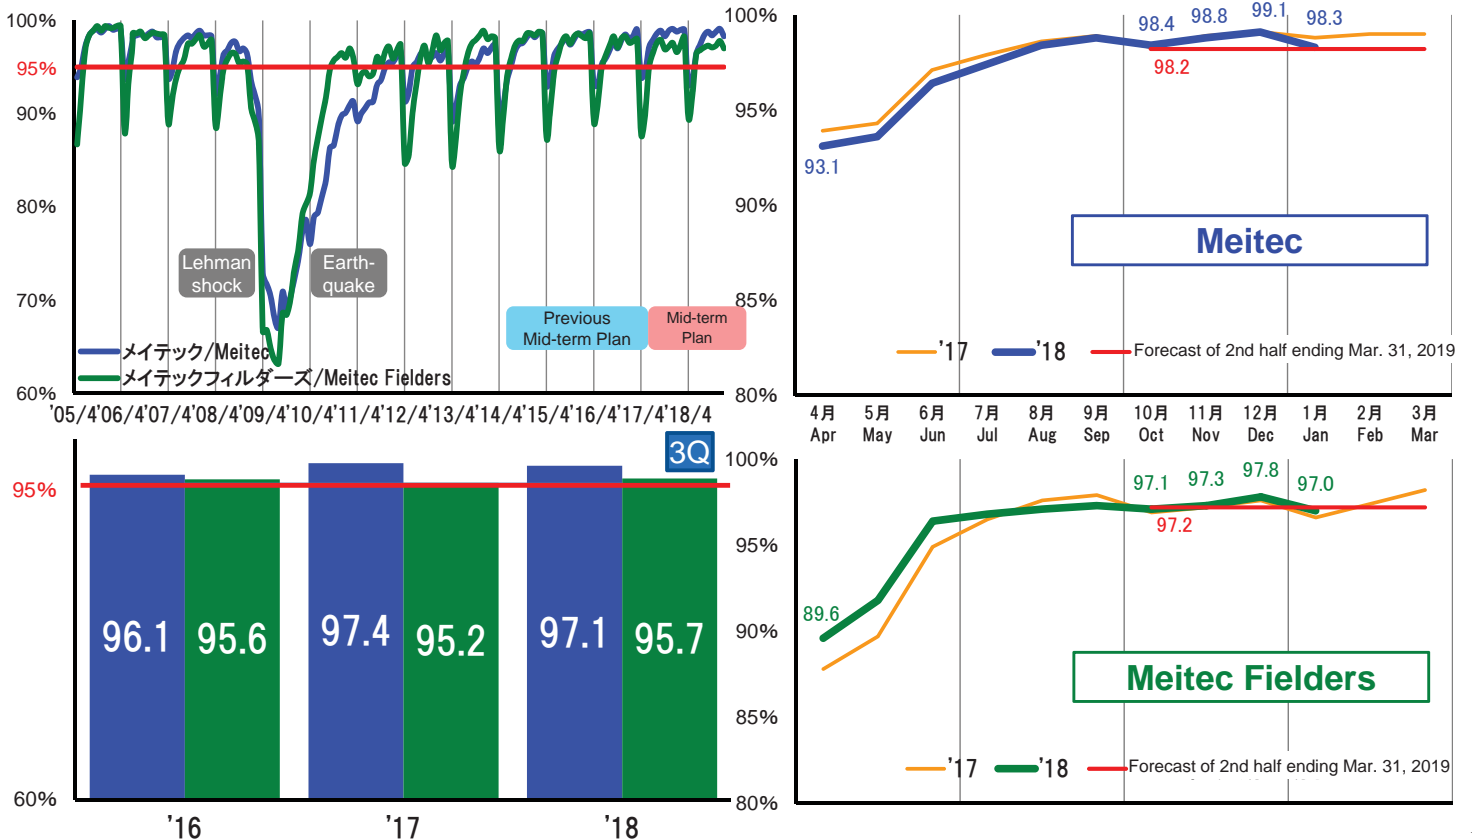 100%
95%
90%
80%
70%
60%
Lehman
shock
Earth-
quake
Previous
Mid-term Plan
Mid-term
Plan
メイテック/Meitec
メイテックフィルダーズ/Meitec Fielders
'05/4'06/4'07/4'08/4'09/4'10/4'11/4'12/4'13/4'14/4'15/4'16/4'17/4'18/4
100%
95%
90%
85%
80%
93.1
98.4
98.8
99.1
98.3
98.2
Meitec
'17
'18
Forecast of 2nd half ending Mar. 31, 2019
4月 5月 6月 7月 8月 9月 10月 11月 12月 1月 2月 3月
Apr May Jun Jul Aug Sep Oct Nov Dec Jan Feb Mar
3Q
95%
60%
96.1
95.6
97.4
95.2
97.1
95.7
'16
'17
'18
100%
95%
90%
85%
80%
89.6
97.1
97.3
97.8
97.0
97.2
Meitec Fielders
'17
'18
Forecast of 2nd half ending Mar. 31, 2019